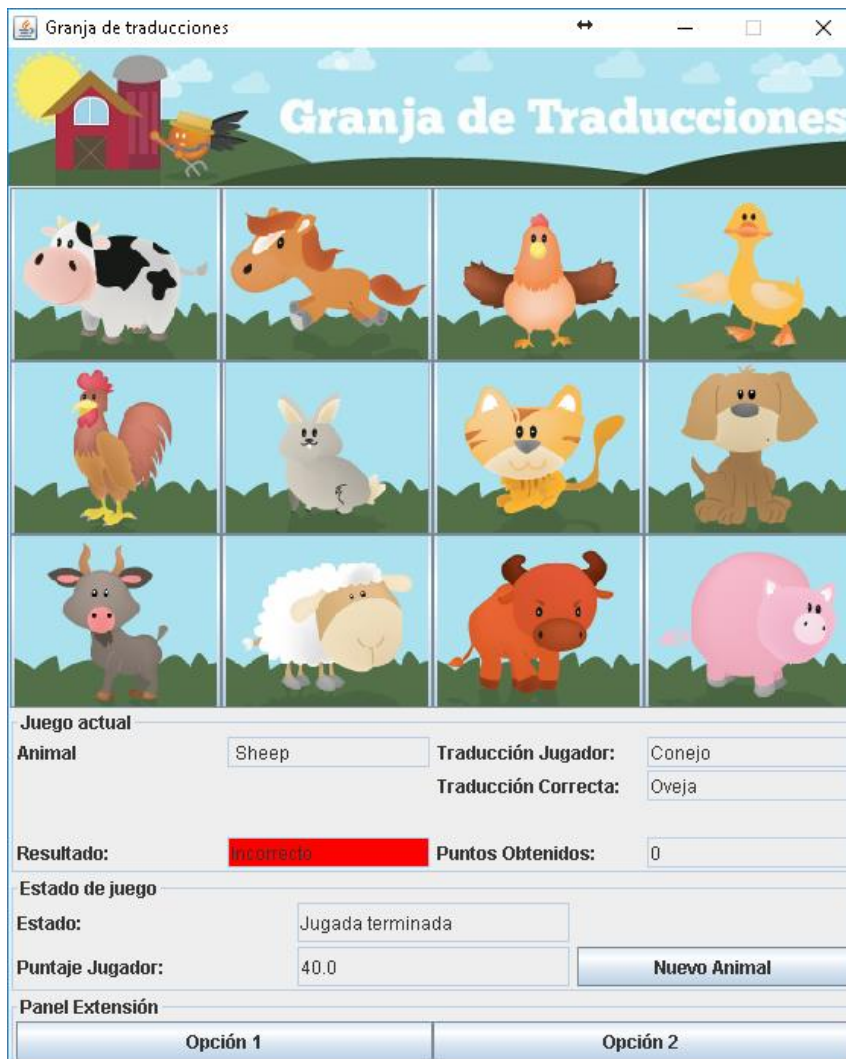 Granja de traducciones
Granja de Traducciones
Juego actual
Animal Sheep Traducción Jugador: Conejo
Traducción Correcta: Oveja
Resultado: Incorrecto Puntos Obtenidos: 0
Estado de juego
Estado: Jugada terminada
Puntaje Jugador: 40.0 Nuevo Animal
Panel Extensión
Opción 1 Opción 2